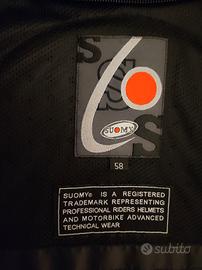 S
S
S
SUOMY
58
SUOMY® IS A REGISTERED
TRADEMARK REPRESENTING
PROFESSIONAL RIDERS HELMETS
AND MOTORBIKE ADVANCED
TECHNICAL WEAR
subito